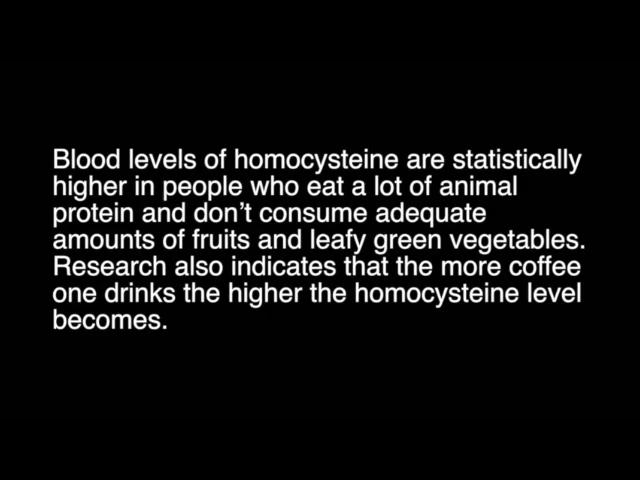 Blood levels of homocysteine are statistically
higher in people who eat a lot of animal
protein and don’t consume adequate
amounts of fruits and leafy green vegetables.
Research also indicates that the more coffee
one drinks the higher the homocysteine level
becomes.